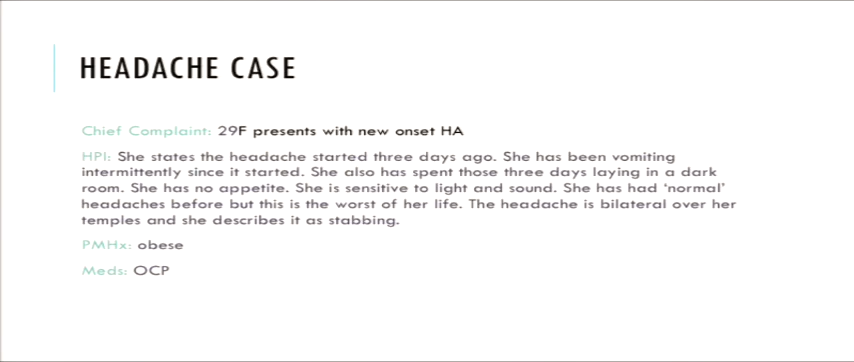 HEADACHE CASE
Chief Complaint: 29F presents with new onset HA
HPI: She states the headache started three days ago. She has been vomiting
intermittently since it started. She also has spent those three days laying in a dark
room. She has no appetite. She is sensitive to light and sound. She has had ‘normal’
headaches before but this is the worst of her life. The headache is bilateral over her
temples and she describes it as stabbing.
PMHx: obese
Meds: OCP